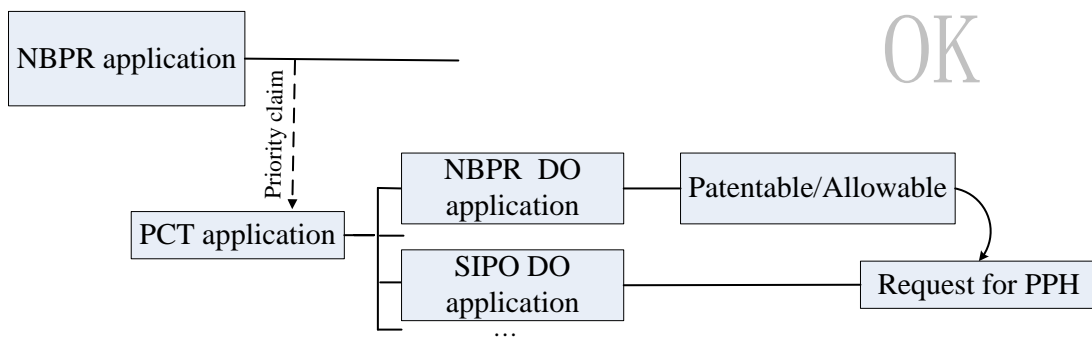 OK
NBPR application
Priority claim
NBPR DO
application
Patentable/Allowable
PCT application
SIPO DO
application
Request for PPH
...